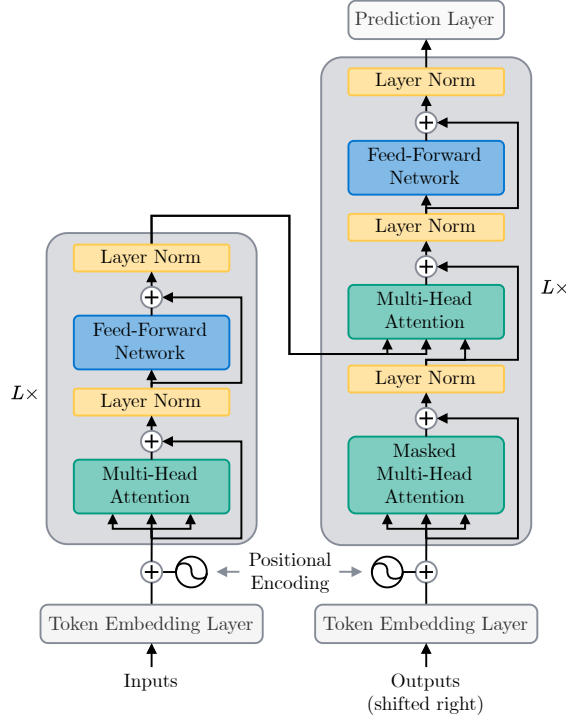 Prediction Layer
Layer Norm
Feed-Forward
Network
Layer Norm
Multi-Head
Attention
L×
Layer Norm
Masked
Multi-Head
Attention
Layer Norm
Feed-Forward
Network
L×
Layer Norm
Multi-Head
Attention
Positional
Encoding
Token Embedding Layer
Token Embedding Layer
Inputs
Outputs
(shifted right)